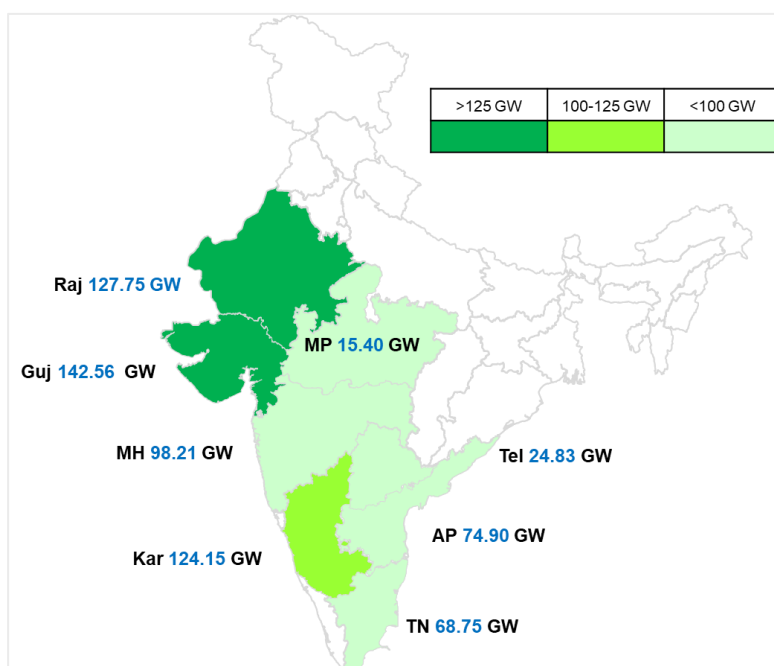 >125 GW 100-125 GW <100 GW
Raj 127.75 GW
MP 15.40 GW
Guj 142.56 GW
MH 98.21 GW
Tel 24.83 GW
AP 74.90 GW
Kar 124.15 GW
TN 68.75 GW